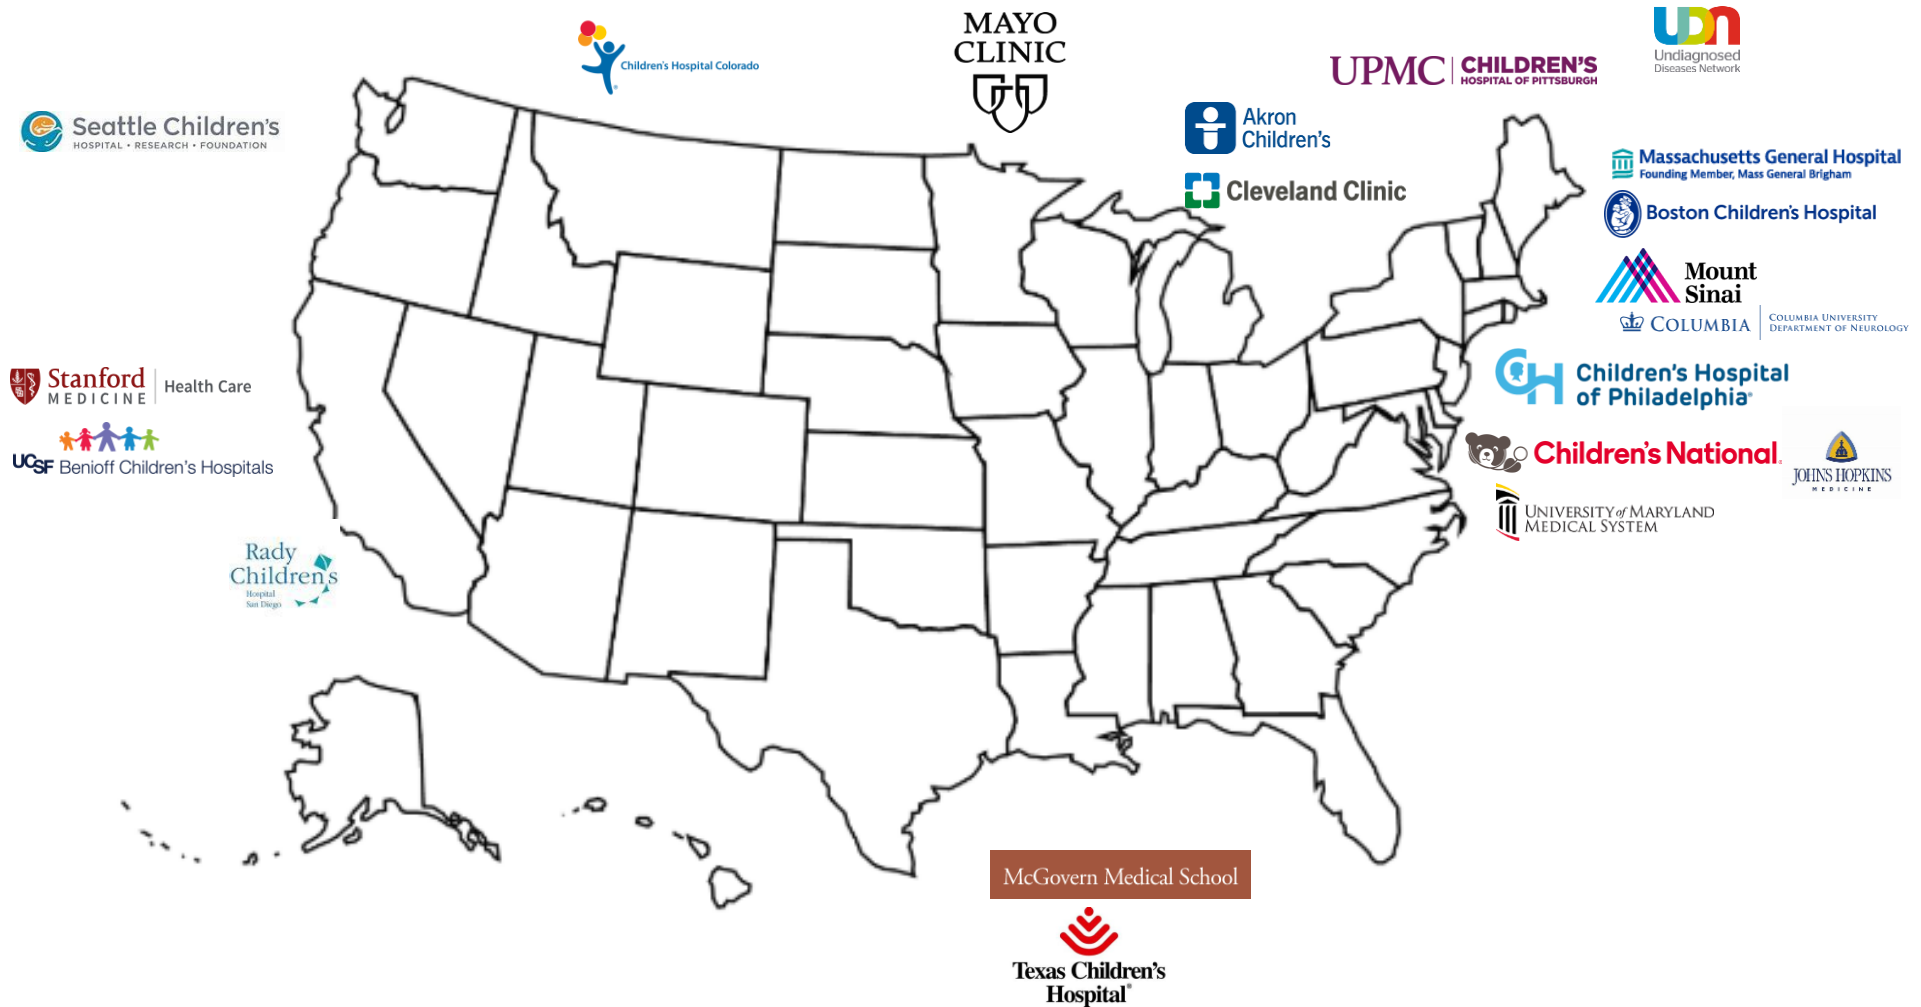 Children's Hospital Colorado
MAYO
CLINIC
UPMC
CHILDREN'S
HOSPITAL OF PITTSBURGH
UDN
Undiagnosed
Diseases Network
Seattle Children's
HOSPITAL • RESEARCH • FOUNDATION
Akron
Children's
Cleveland Clinic
Massachusetts General Hospital
Founding Member, Mass General Brigham
Boston Children's Hospital
Mount
Sinai
COLUMBIA
COLUMBIA UNIVERSITY
DEPARTMENT OF NEUROLOGY
Stanford
MEDICINE
Health Care
CH
Children's Hospital
of Philadelphia®
UCSF Benioff Children's Hospitals
Children's National
JOHNS HOPKINS
MEDICINE
UNIVERSITY of MARYLAND
MEDICAL SYSTEM
Rady
Children's
Hospital
San Diego
McGovern Medical School
Texas Children's
Hospital®